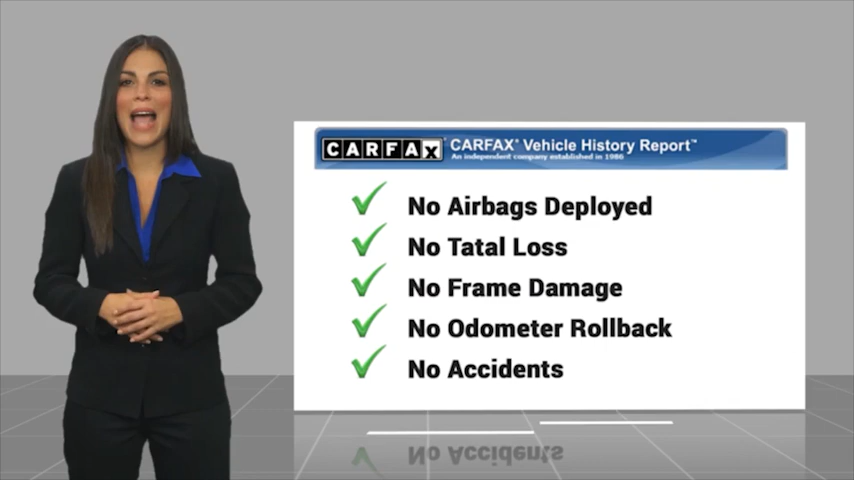 CARFAX CARFAX® Vehicle History Report™
An independent company established in 1986
No Airbags Deployed
No Tatal Loss
No Frame Damage
No Odometer Rollback
No Accidents
No Accidents